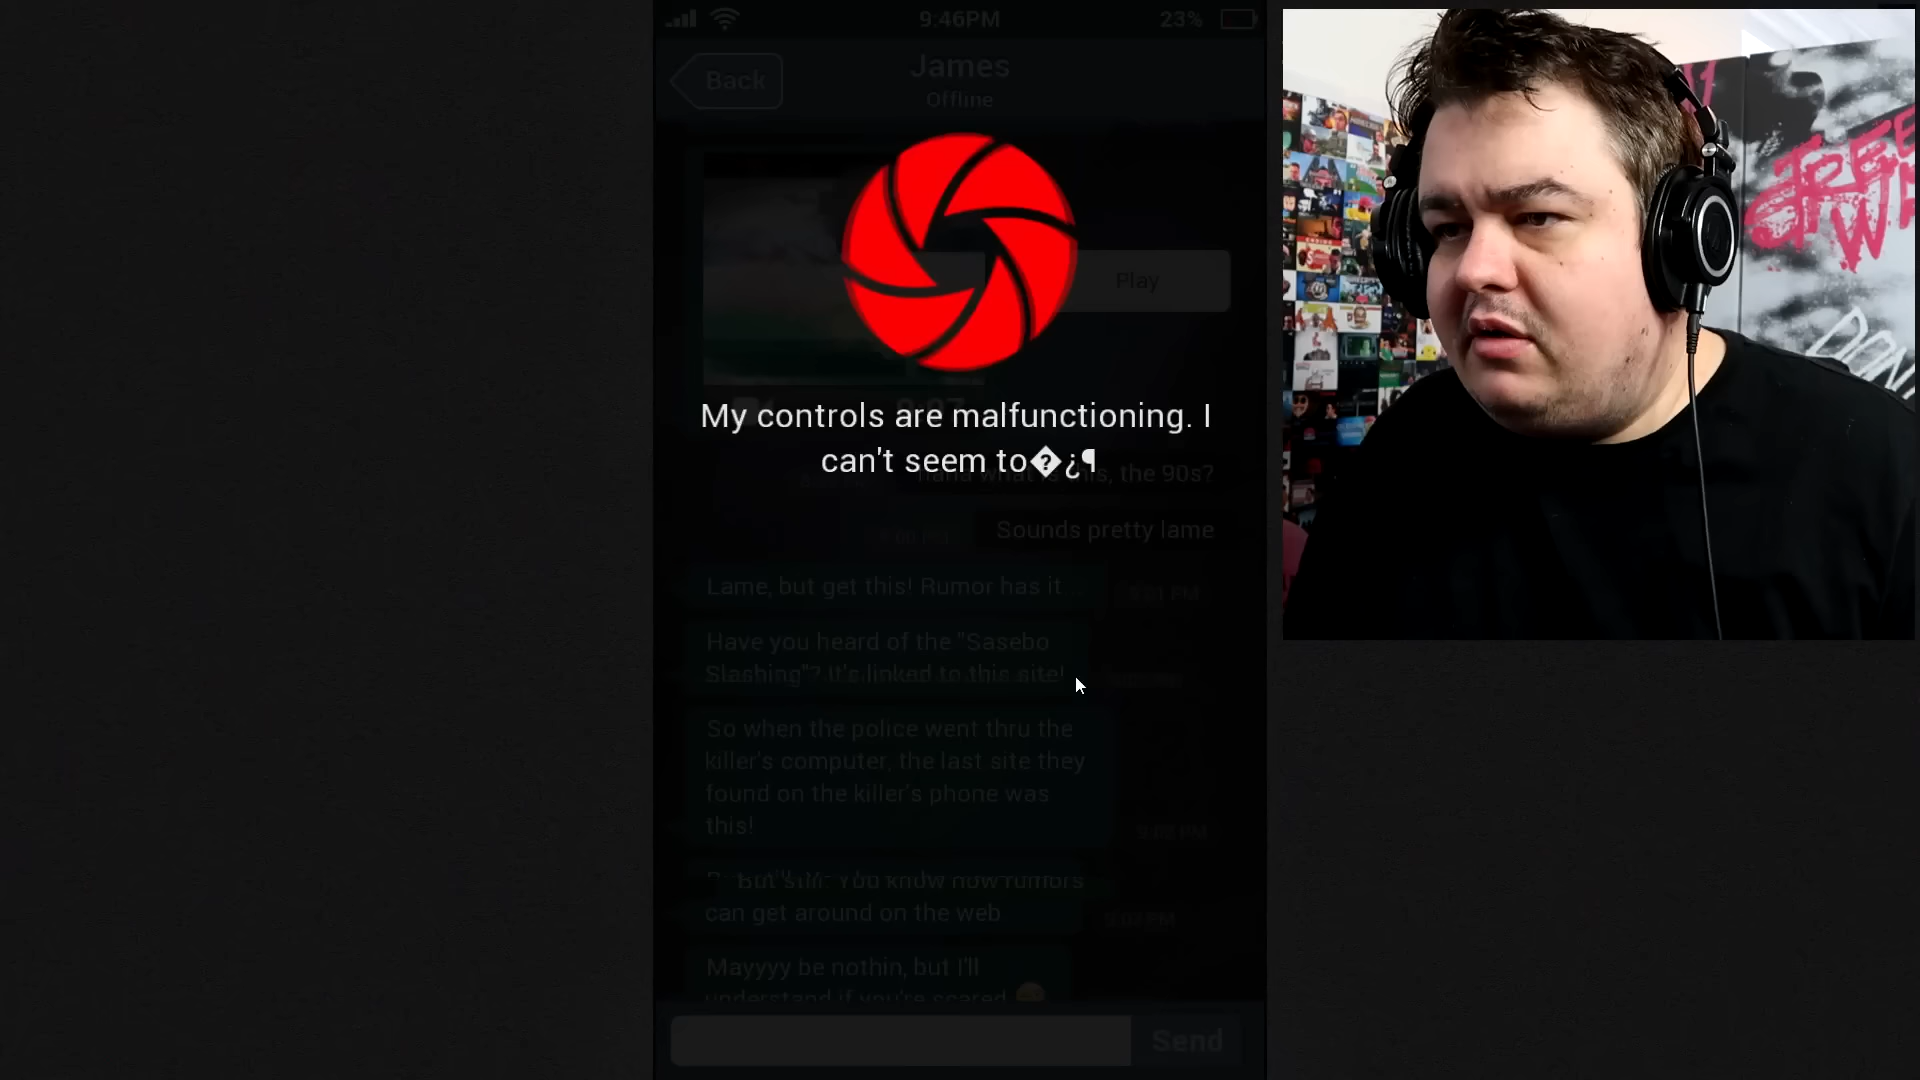 9:46PM 23%
Back James
Offline
Play
My controls are malfunctioning. I
can't seem to�¿¶
haha what is this, the 90s?
Sounds pretty lame
Lame, but get this! Rumor has it...
Have you heard of the "Sasebo
Slashing"? It's linked to this site!
So when the police went thru the
killer's computer, the last site they
found on the killer's phone was
this!
But still. You know how rumors
can get around on the web
Mayyyy be nothin, but I'll
understand if you're scared
Send